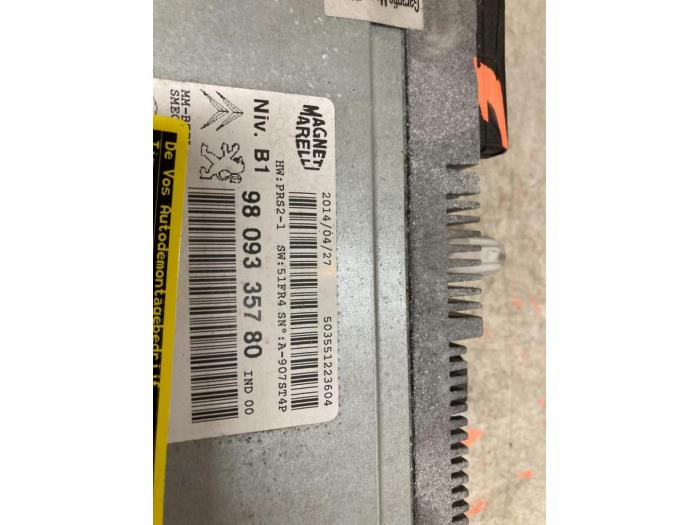 Garantie
MAGNETI
MARELLI
2014/04/27
503551223604
HW:PRS2-1 SW:51FR4 SN°:A-907ST4P
Niv. B1
98 093 357 80 IND 00
De Vos Autodemontagebedrijf